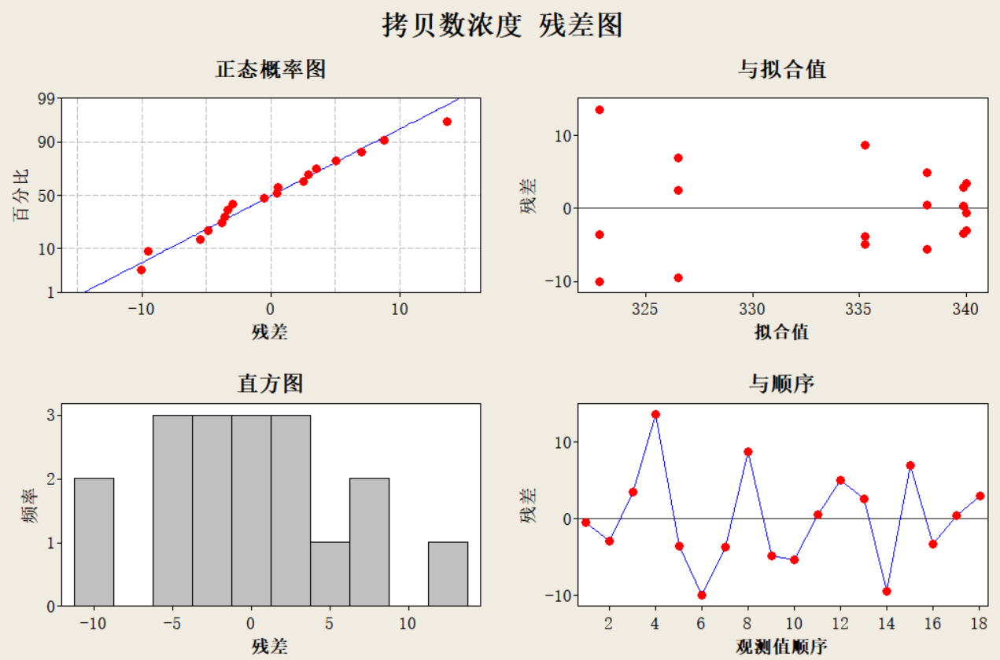 拷贝数浓度 残差图
正态概率图
99
90
50
10
1
百分比
-10 0 10
残差
与拟合值
10
0
-10
残差
325 330 335 340
拟合值
直方图
3
2
1
0
频率
-10 -5 0 5 10
残差
与顺序
10
0
-10
残差
2 4 6 8 10 12 14 16 18
观测值顺序